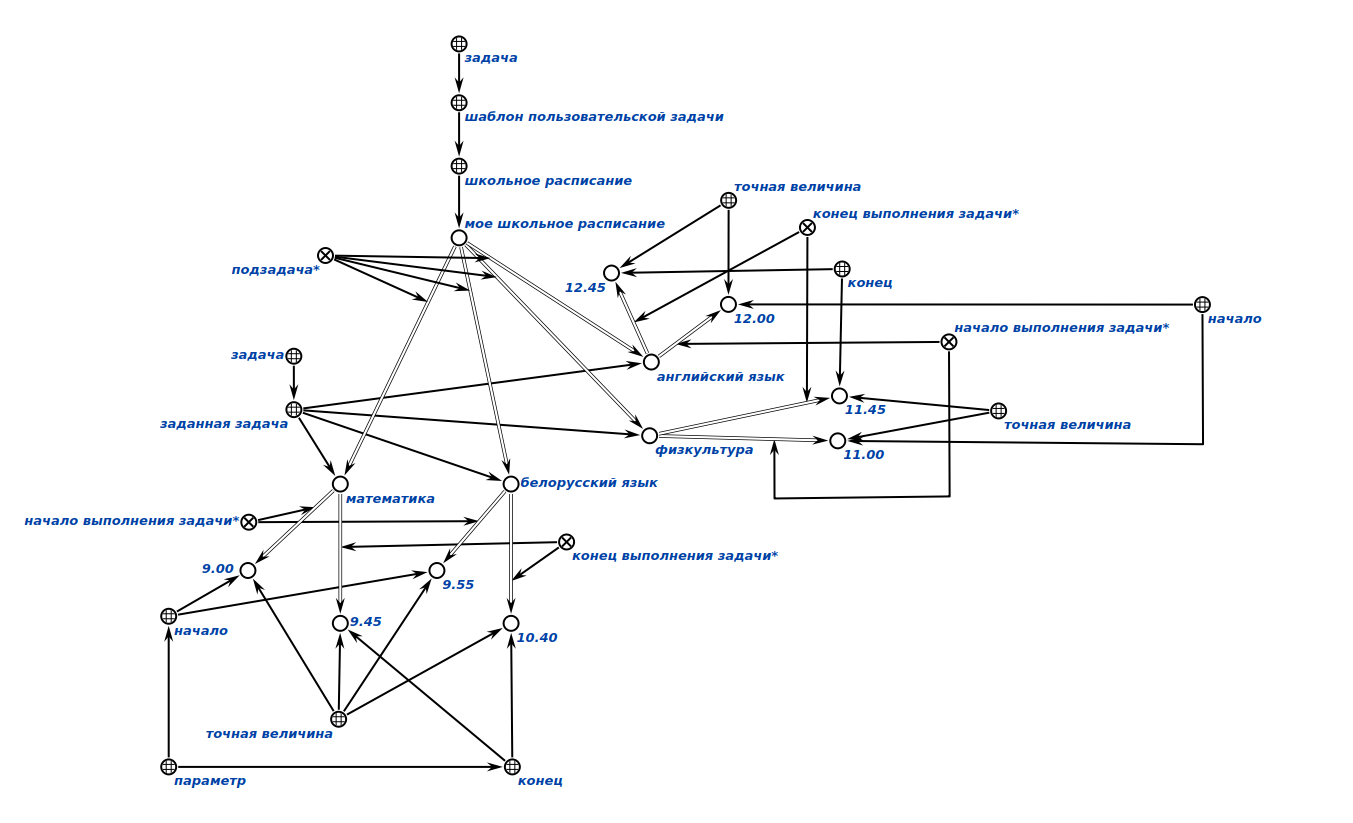 задача
шаблон пользовательской задачи
школьное расписание
точная величина
конец выполнения задачи*
мое школьное расписание
подзадача*
конец
12.45
12.00
начало
начало выполнения задачи*
задача
английский язык
11.45
заданная задача
точная величина
физкультура
11.00
белорусский язык
математика
начало выполнения задачи*
конец выполнения задачи*
9.00
9.55
9.45
начало
10.40
точная величина
параметр
конец